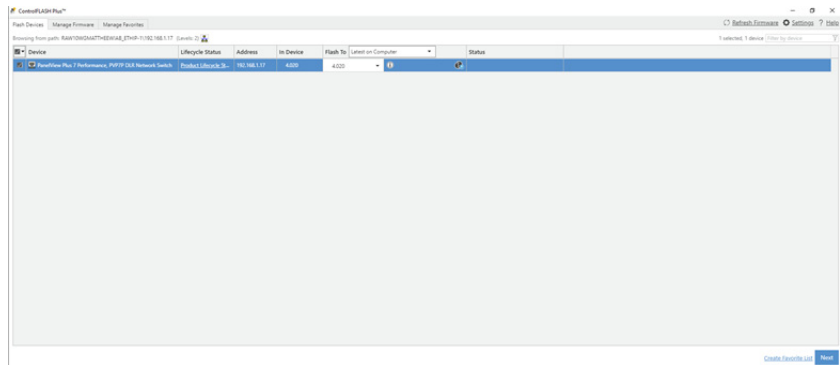 ControlFLASH Plus™
Flash Devices Manage Firmware Manage Favorites
Refresh Firmware Settings ? Help
Browsing from path: RAW10W2MATTHEEW!AB_ETHIP-1\192.168.1.17 (Levels: 2)
1 selected, 1 device Filter by device
Device Lifecycle Status Address In Device Flash To Latest on Computer Status
PanelView Plus 7 Performance, PVP7P DLR Network Switch Product Lifecycle St... 192.168.1.17 4.020 4.020
Create Favorite List Next